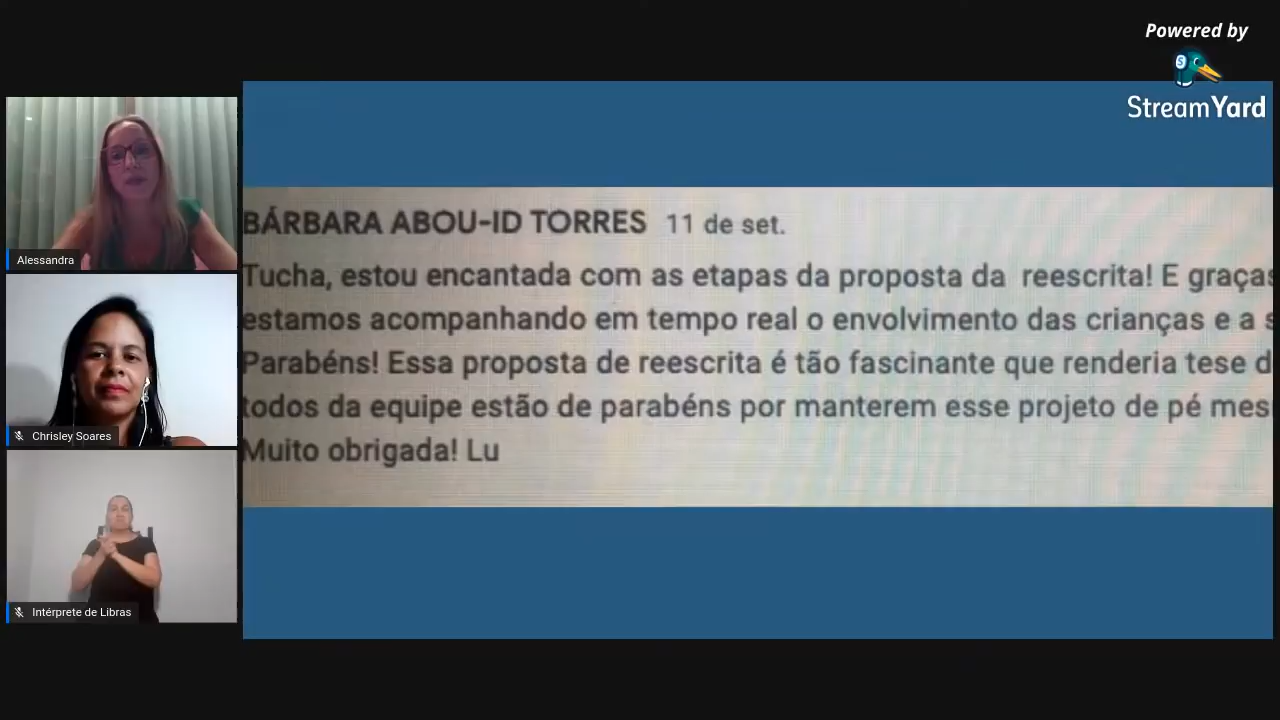 Powered by
StreamYard
Alessandra
Chrisley Soares
Intérprete de Libras
BÁRBARA ABOU-ID TORRES 11 de set.
Tucha, estou encantada com as etapas da proposta da reescrita! E graças
estamos acompanhando em tempo real o envolvimento das crianças e a s
Parabéns! Essa proposta de reescrita é tão fascinante que renderia tese d
todos da equipe estão de parabéns por manterem esse projeto de pé mes
Muito obrigada! Lu